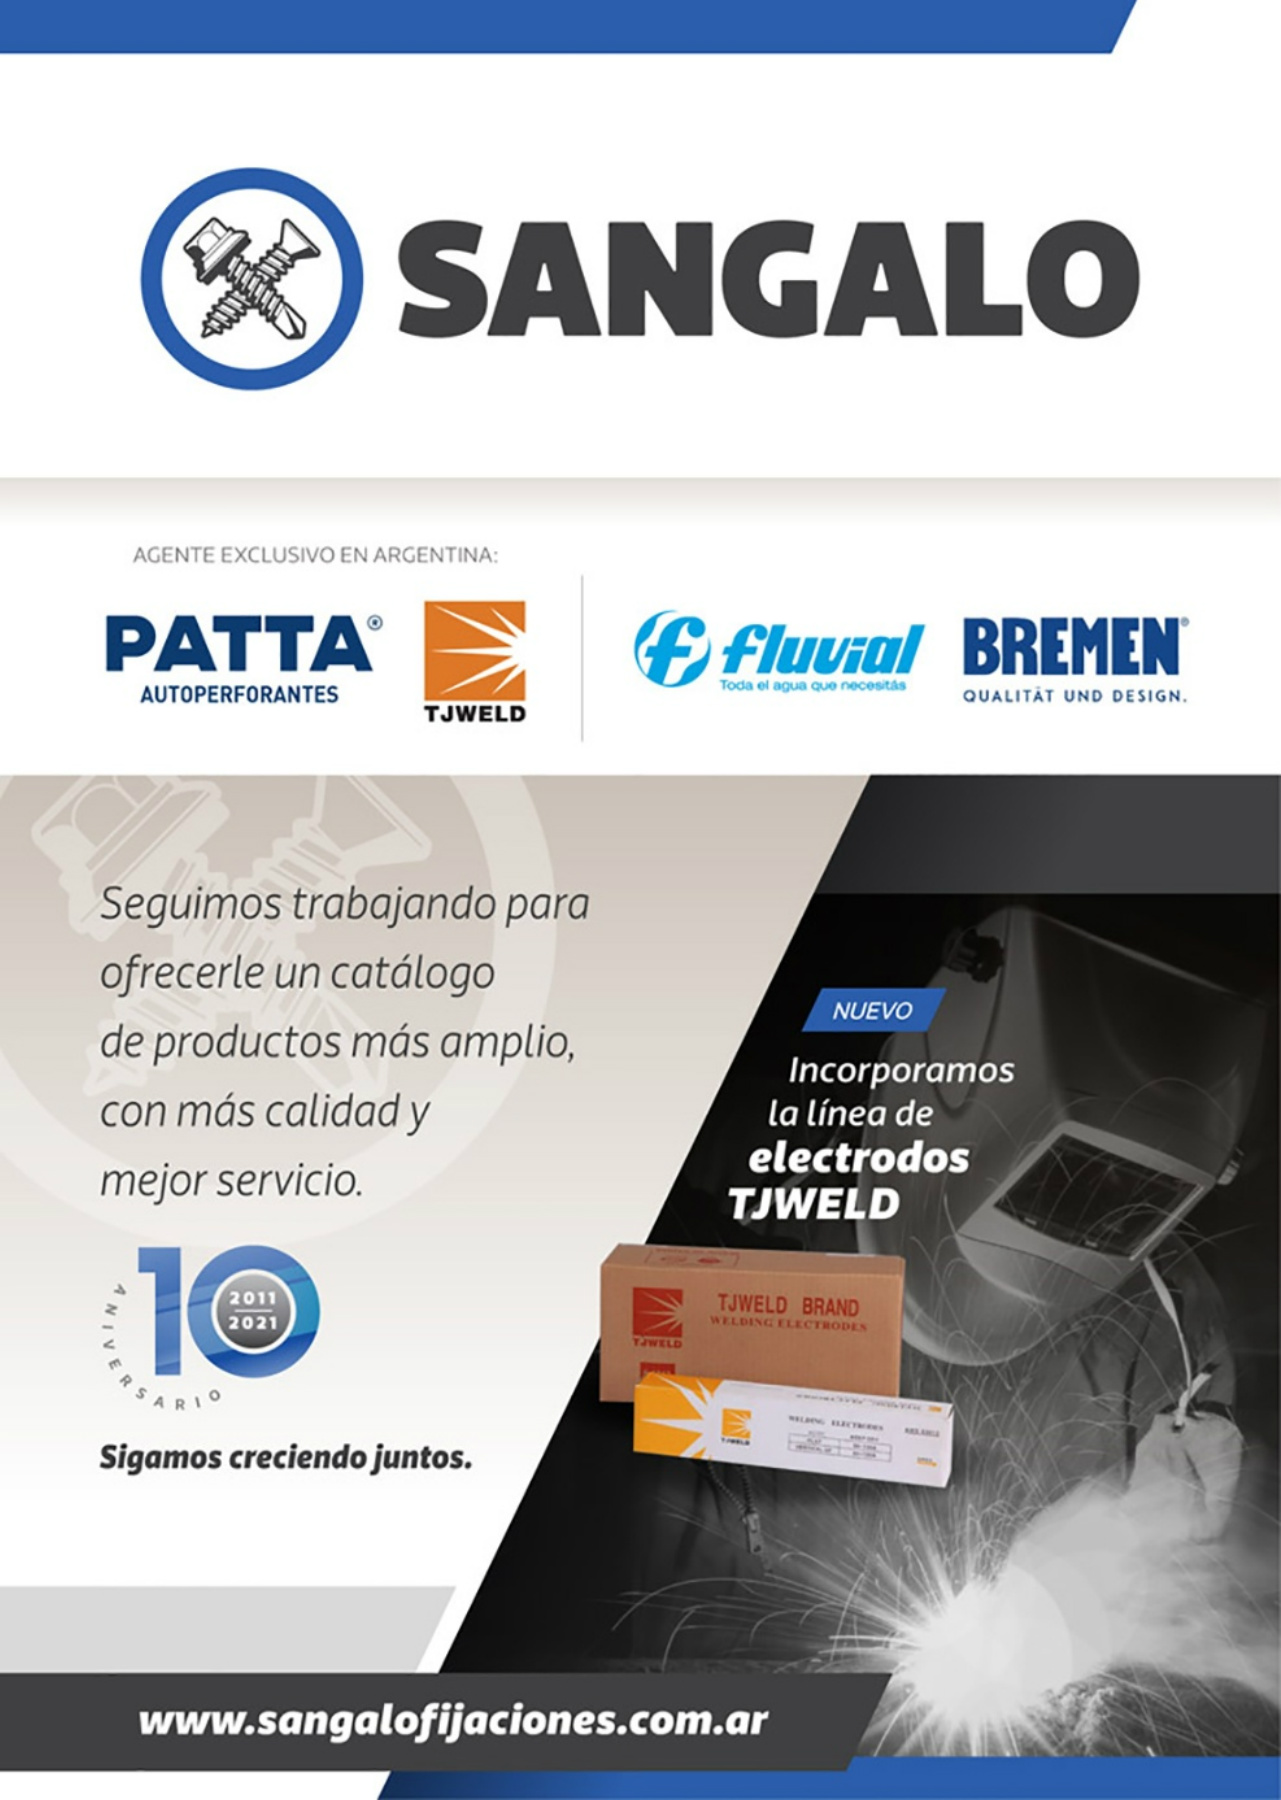 SANGALO
AGENTE EXCLUSIVO EN ARGENTINA:
PATTA®
AUTOPERFORANTES
TJWELD
fluvial
Toda el agua que necesitás
BREMEN®
QUALITÄT UND DESIGN.
Seguimos trabajando para
ofrecerle un catálogo
de productos más amplio,
con más calidad y
mejor servicio.
10
2011
2021
ANIVERSARIO
Sigamos creciendo juntos.
NUEVO
Incorporamos
la línea de
electrodos
TJWELD
TJWELD BRAND
WELDING ELECTRODES
TJWELD
TJWELD
WELDING ELECTRODES
www.sangalofijaciones.com.ar